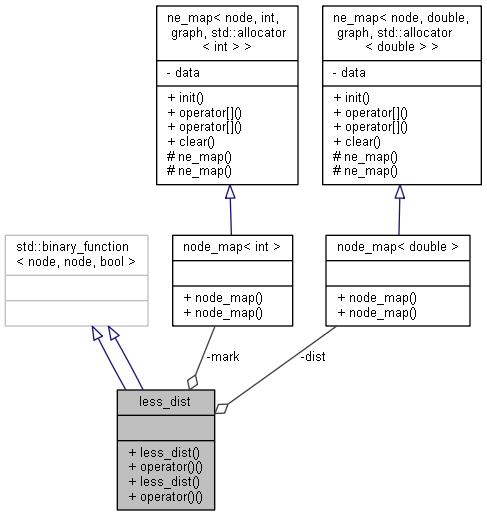 ne_map< node, int,
graph, std::allocator
< int > >
- data
+ init()
+ operator[]()
+ operator[]()
+ clear()
# ne_map()
# ne_map()
ne_map< node, double,
graph, std::allocator
< double > >
- data
+ init()
+ operator[]()
+ operator[]()
+ clear()
# ne_map()
# ne_map()
std::binary_function
< node, node, bool >
node_map< int >
+ node_map()
+ node_map()
node_map< double >
+ node_map()
+ node_map()
-mark
-dist
less_dist
+ less_dist()
+ operator()()
+ less_dist()
+ operator()()